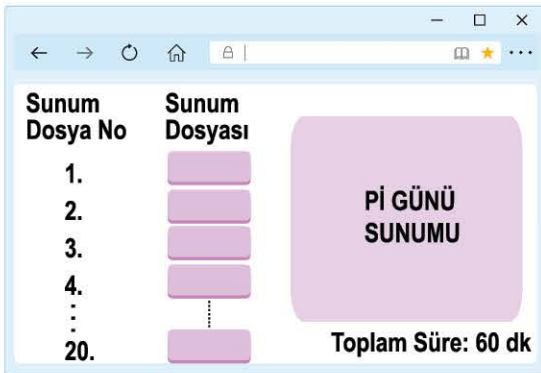 Sunum
Dosya No
Sunum
Dosyası
1.
2.
3.
4.
20.
Pİ GÜNÜ
SUNUMU
Toplam Süre: 60 dk